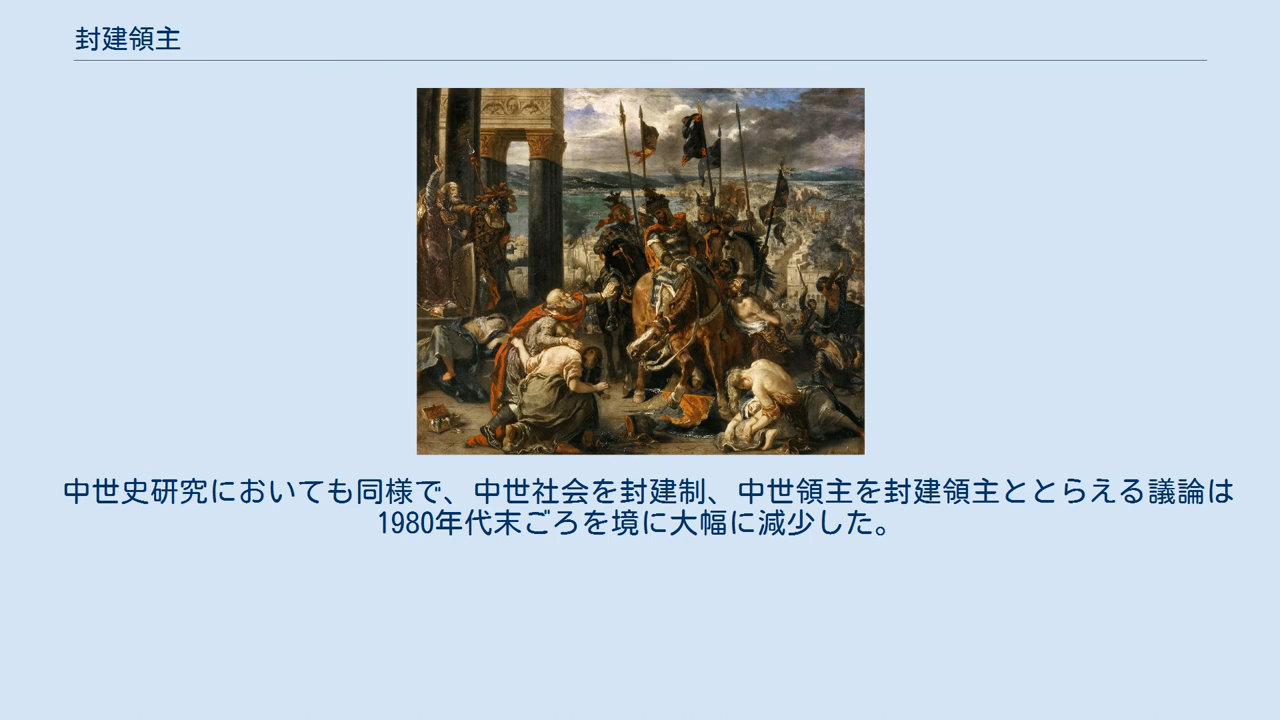 封建領主
中世史研究においても同様で、中世社会を封建制、中世領主を封建領主ととらえる議論は
1980年代末ごろを境に大幅に減少した。